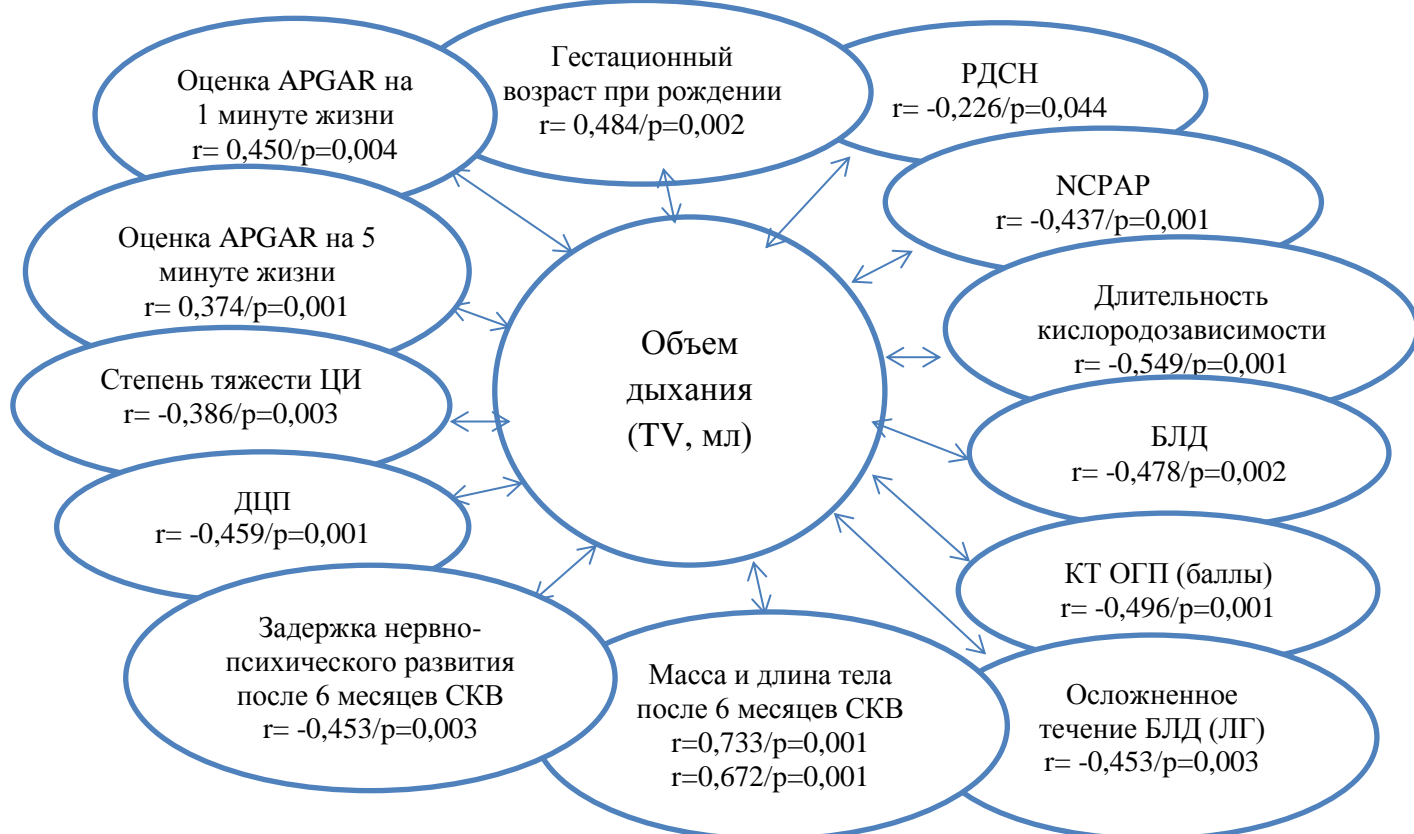 Оценка APGAR на
1 минуте жизни
r= 0,450/p=0,004
Гестационный
возраст при рождении
r= 0,484/p=0,002
РДСН
r= -0,226/p=0,044
NCPAP
r= -0,437/p=0,001
Оценка APGAR на 5
минуте жизни
r= 0,374/p=0,001
Длительность
кислородозависимости
r= -0,549/p=0,001
Объем
дыхания
(TV, мл)
Степень тяжести ЦИ
r= -0,386/p=0,003
БЛД
r= -0,478/p=0,002
ДЦП
r= -0,459/p=0,001
КТ ОГП (баллы)
r= -0,496/p=0,001
Задержка нервно-
психического развития
после 6 месяцев СКВ
r= -0,453/p=0,003
Масса и длина тела
после 6 месяцев СКВ
r=0,733/p=0,001
r=0,672/p=0,001
Осложненное
течение БЛД (ЛГ)
r= -0,453/p=0,003